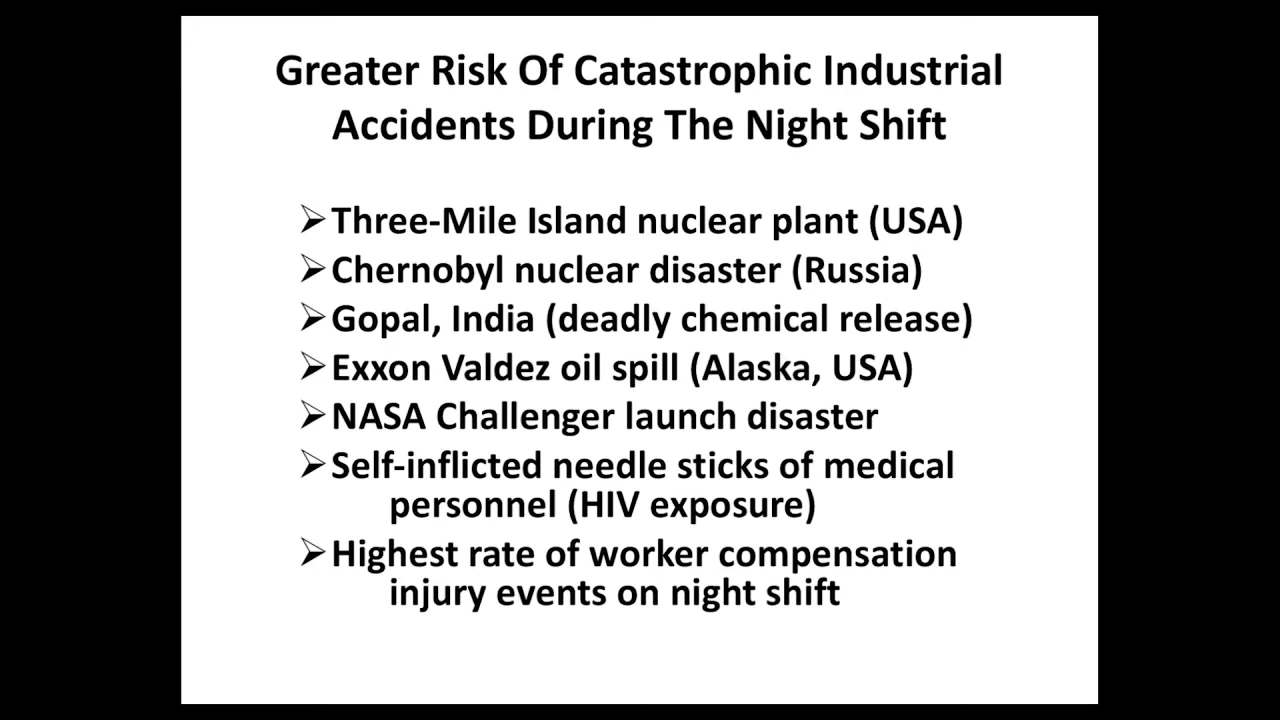 Greater Risk Of Catastrophic Industrial
Accidents During The Night Shift
➢Three-Mile Island nuclear plant (USA)
➢Chernobyl nuclear disaster (Russia)
➢Gopal, India (deadly chemical release)
➢Exxon Valdez oil spill (Alaska, USA)
➢NASA Challenger launch disaster
➢Self-inflicted needle sticks of medical
personnel (HIV exposure)
➢Highest rate of worker compensation
injury events on night shift